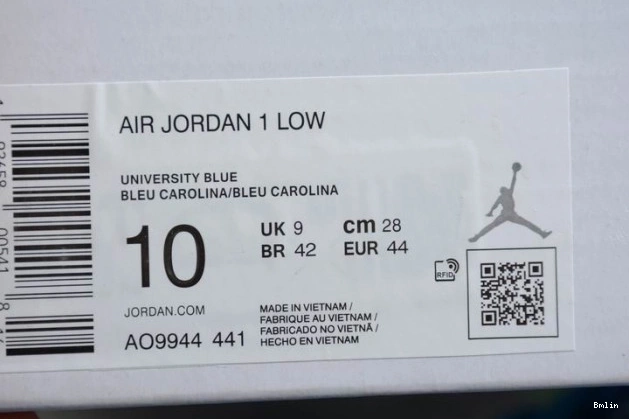 AIR JORDAN 1 LOW
UNIVERSITY BLUE
BLEU CAROLINA/BLEU CAROLINA
10
UK 9
cm 28
BR 42
EUR 44
RFID
JORDAN.COM
AO9944 441
MADE IN VIETNAM /
FABRIQUE AU VIETNAM /
FABRICADO NO VIETNÃ /
HECHO EN VIETNAM
Bmlin